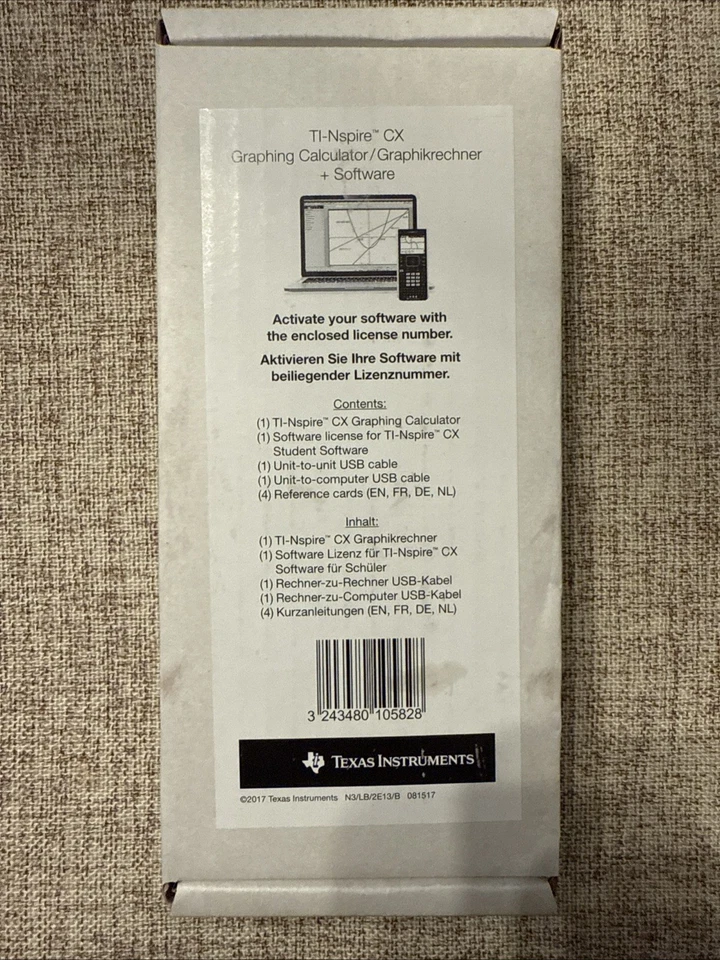 TI-Nspire™ CX
Graphing Calculator/Graphikrechner
+ Software
Activate your software with
the enclosed license number.
Aktivieren Sie Ihre Software mit
beiliegender Lizenznummer.
Contents:
(1) TI-Nspire™ CX Graphing Calculator
(1) Software license for TI-Nspire™ CX
Student Software
(1) Unit-to-unit USB cable
(1) Unit-to-computer USB cable
(4) Reference cards (EN, FR, DE, NL)
Inhalt:
(1) TI-Nspire™ CX Graphikrechner
(1) Software Lizenz für TI-Nspire™ CX
Software für Schüler
(1) Rechner-zu-Rechner USB-Kabel
(1) Rechner-zu-Computer USB-Kabel
(4) Kurzanleitungen (EN, FR, DE, NL)
3 243480 105828
TEXAS INSTRUMENTS
©2017 Texas Instruments N3/LB/2E13/B 081517